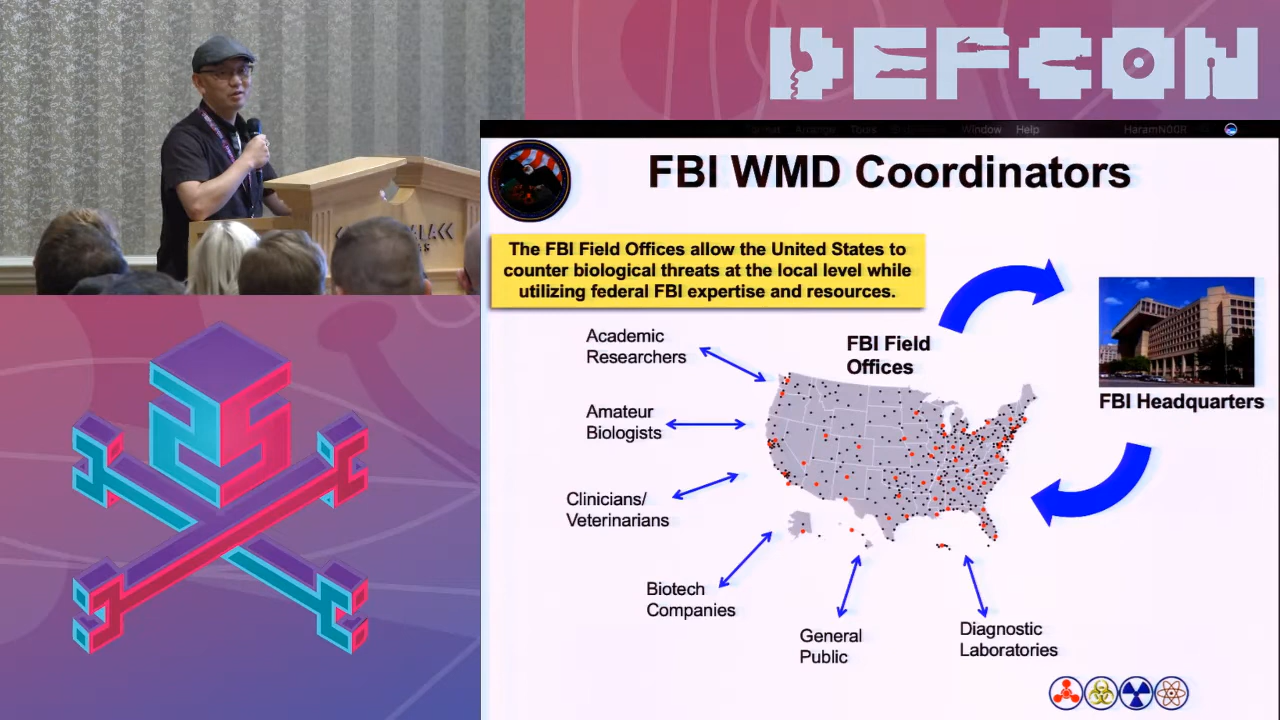 DEFCON
Window Help
HaramN00R
FBI WMD Coordinators
The FBI Field Offices allow the United States to
counter biological threats at the local level while
utilizing federal FBI expertise and resources.
Academic
Researchers
FBI Field
Offices
FBI Headquarters
Amateur
Biologists
Clinicians/
Veterinarians
Biotech
Companies
General
Public
Diagnostic
Laboratories